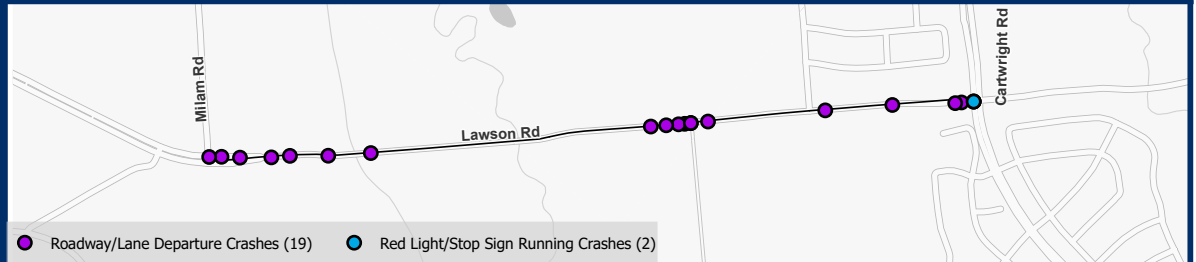 Milam Rd
Lawson Rd
Cartwright Rd
Roadway/Lane Departure Crashes (19)
Red Light/Stop Sign Running Crashes (2)